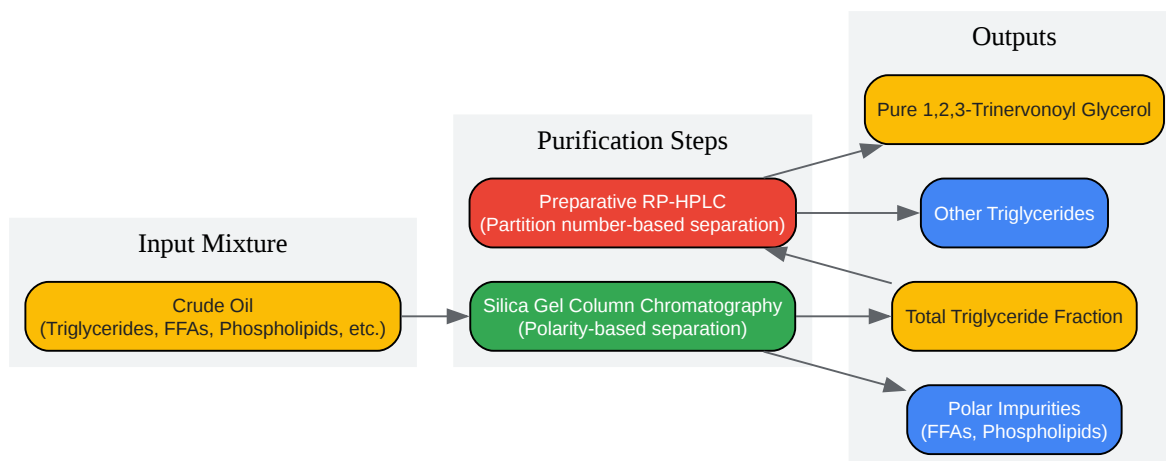 Input Mixture
Crude Oil
(Triglycerides, FFAs, Phospholipids, etc.)
Purification Steps
Preparative RP-HPLC
(Partition number-based separation)
Silica Gel Column Chromatography
(Polarity-based separation)
Outputs
Pure 1,2,3-Trinervonoyl Glycerol
Other Triglycerides
Total Triglyceride Fraction
Polar Impurities
(FFAs, Phospholipids)